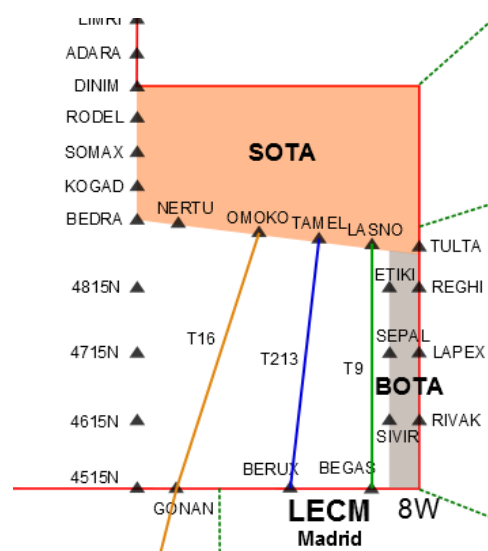 LIMRI
ADARA
DINIM
RODEL
SOMAX
SOTA
KOGAD
NERTU
BEDRA
OMOKO
TAMEL
LASNO
TULTA
ETIKI
4815N
REGHI
T16
SEPAL
4715N
T213
T9
LAPEX
BOTA
4615N
RIVAK
SIVIR
4515N
BERUX
BEGAS
GONAN
LECM
8W
Madrid